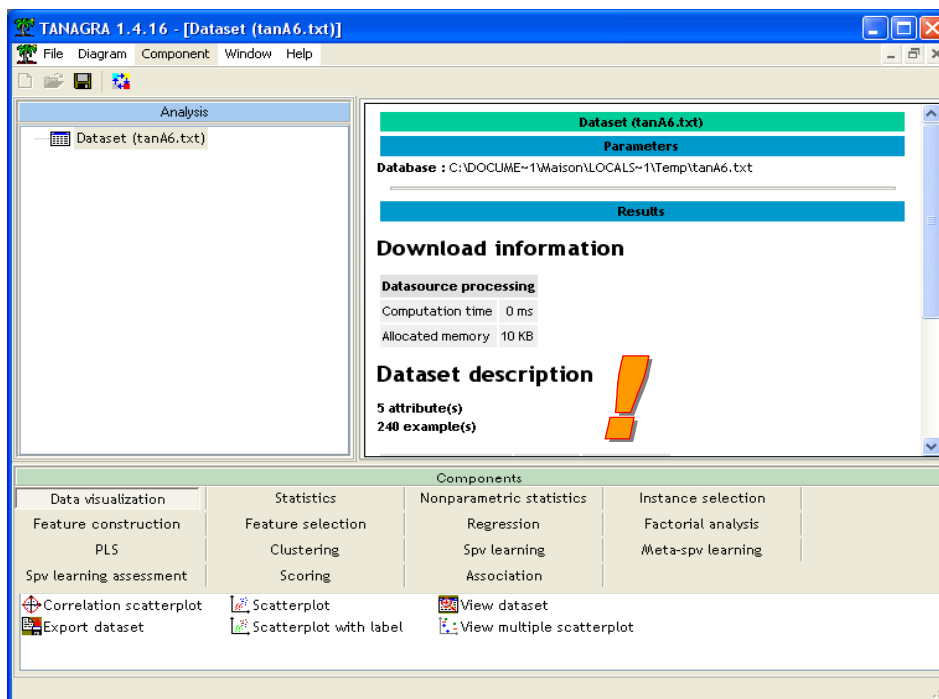 TANAGRA 1.4.16 - [Dataset (tanA6.txt)]
File Diagram Component Window Help
Analysis
Dataset (tanA6.txt)
Dataset (tanA6.txt)
Parameters
Database : C:\DOCUME~1\Maison\LOCALS~1\Temp\tanA6.txt
Results
Download information
Datasource processing
Computation time 0 ms
Allocated memory 10 KB
Dataset description
5 attribute(s)
240 example(s)
!
Components
Data visualization Statistics Nonparametric statistics Instance selection
Feature construction Feature selection Regression Factorial analysis
PLS Clustering Spv learning Meta-spv learning
Spv learning assessment Scoring Association
Correlation scatterplot Scatterplot View dataset
Export dataset Scatterplot with label View multiple scatterplot